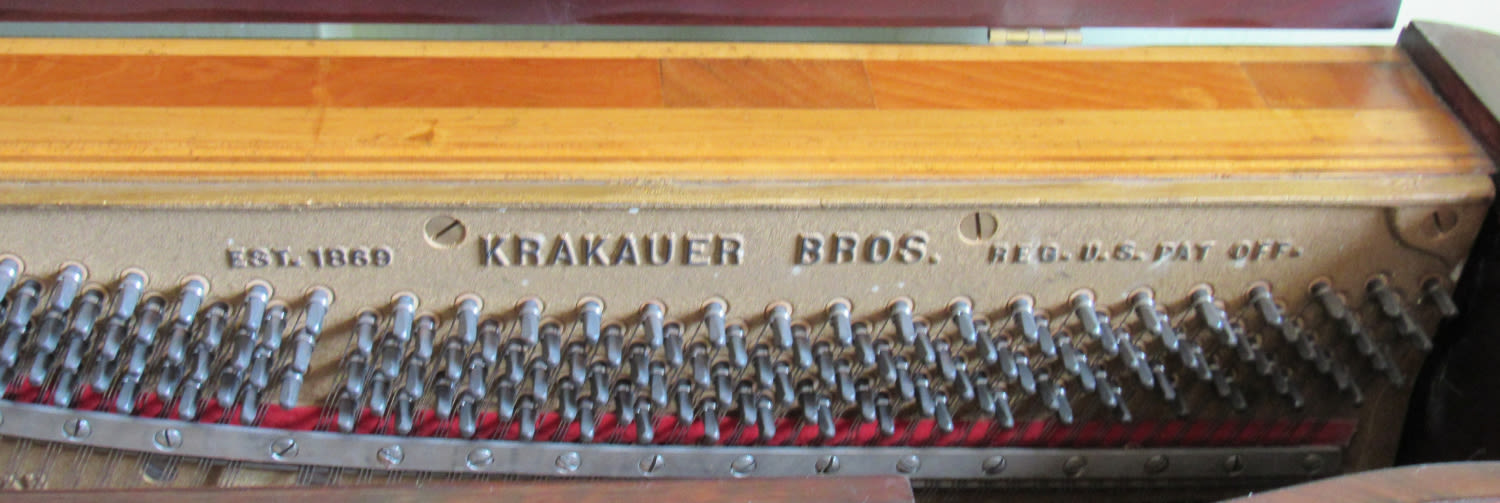 EST. 1869 KRAKAUER BROS. REG. U.S. PAT OFF.